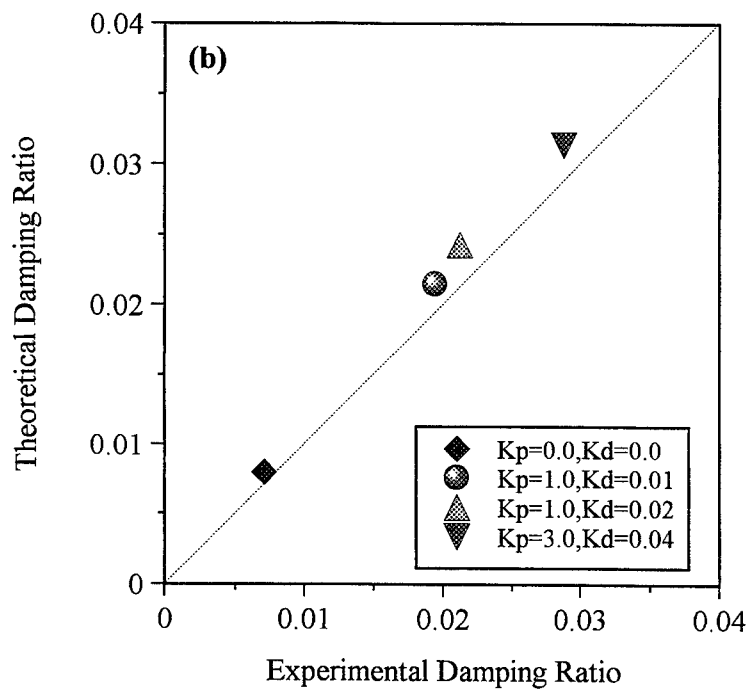 0.04
(b)
0.03
0.02
0.01
0
Theoretical Damping Ratio
Kp=0.0,Kd=0.0
Kp=1.0,Kd=0.01
Kp=1.0,Kd=0.02
Kp=3.0,Kd=0.04
0 0.01 0.02 0.03 0.04
Experimental Damping Ratio